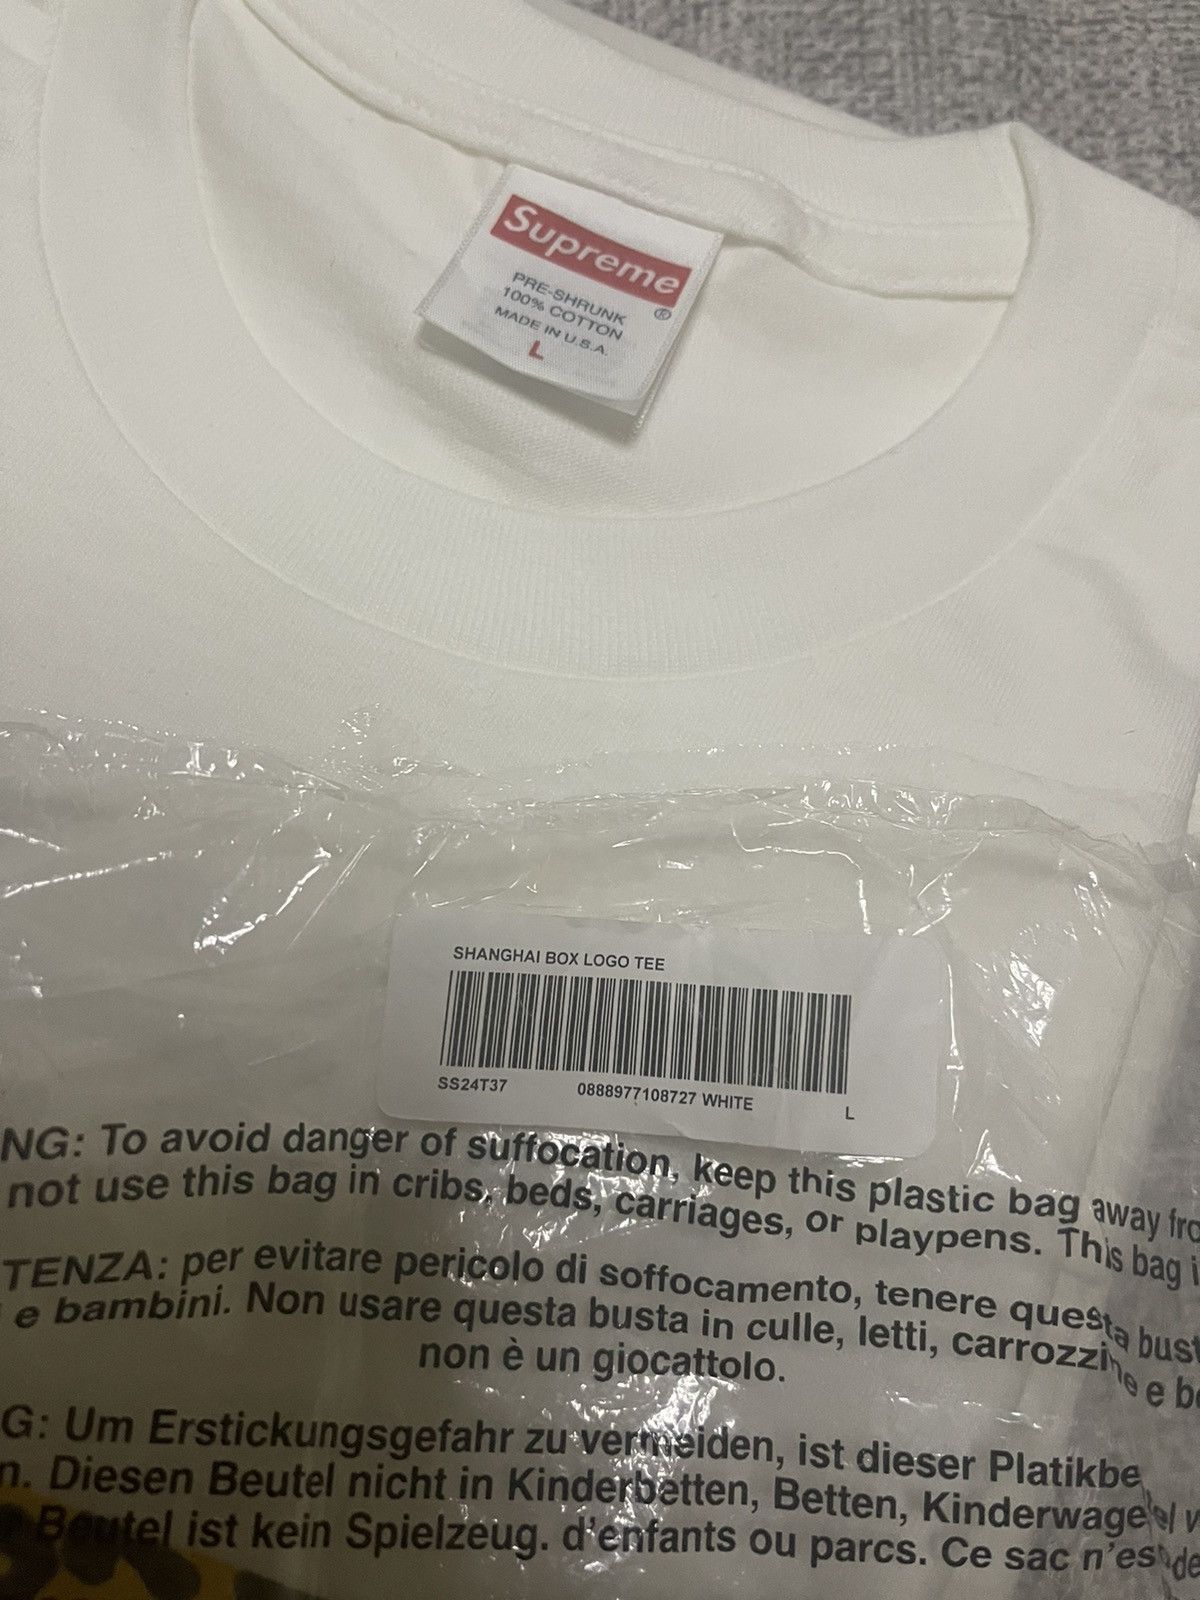 Supreme
®
PRE-SHRUNK
100% COTTON
MADE IN U.S.A.
L
SHANGHAI BOX LOGO TEE
SS24T37 0888977108727 WHITE L
NG: To avoid danger of suffocation, keep this plastic bag away fro
not use this bag in cribs, beds, carriages, or playpens. This bag i
TENZA: per evitare pericolo di soffocamento, tenere questa bust
e bambini. Non usare questa busta in culle, letti, carrozzine e b
non è un giocattolo.
G: Um Erstickungsgefahr zu vermeiden, ist dieser Platikbe
n. Diesen Beutel nicht in Kinderbetten, Betten, Kinderwage
Beutel ist kein Spielzeug. d'enfants ou parcs. Ce sac n'es